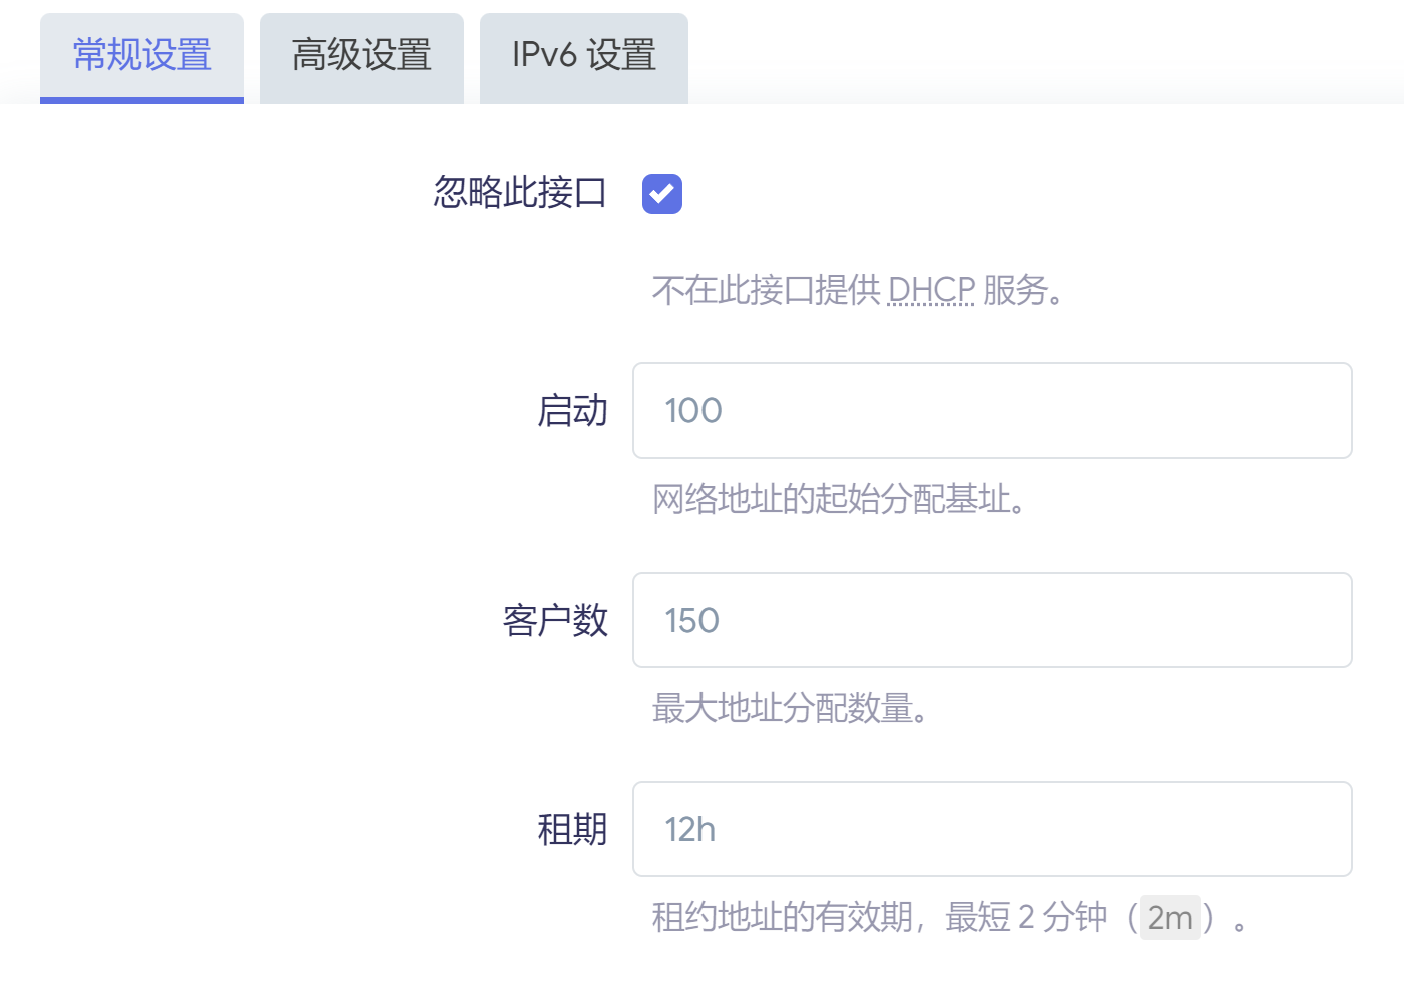 常规设置 高级设置 IPv6 设置
忽略此接口
不在此接口提供 DHCP 服务。
启动 100
网络地址的起始分配基址。
客户数 150
最大地址分配数量。
租期 12h
租约地址的有效期，最短 2 分钟（2m）。